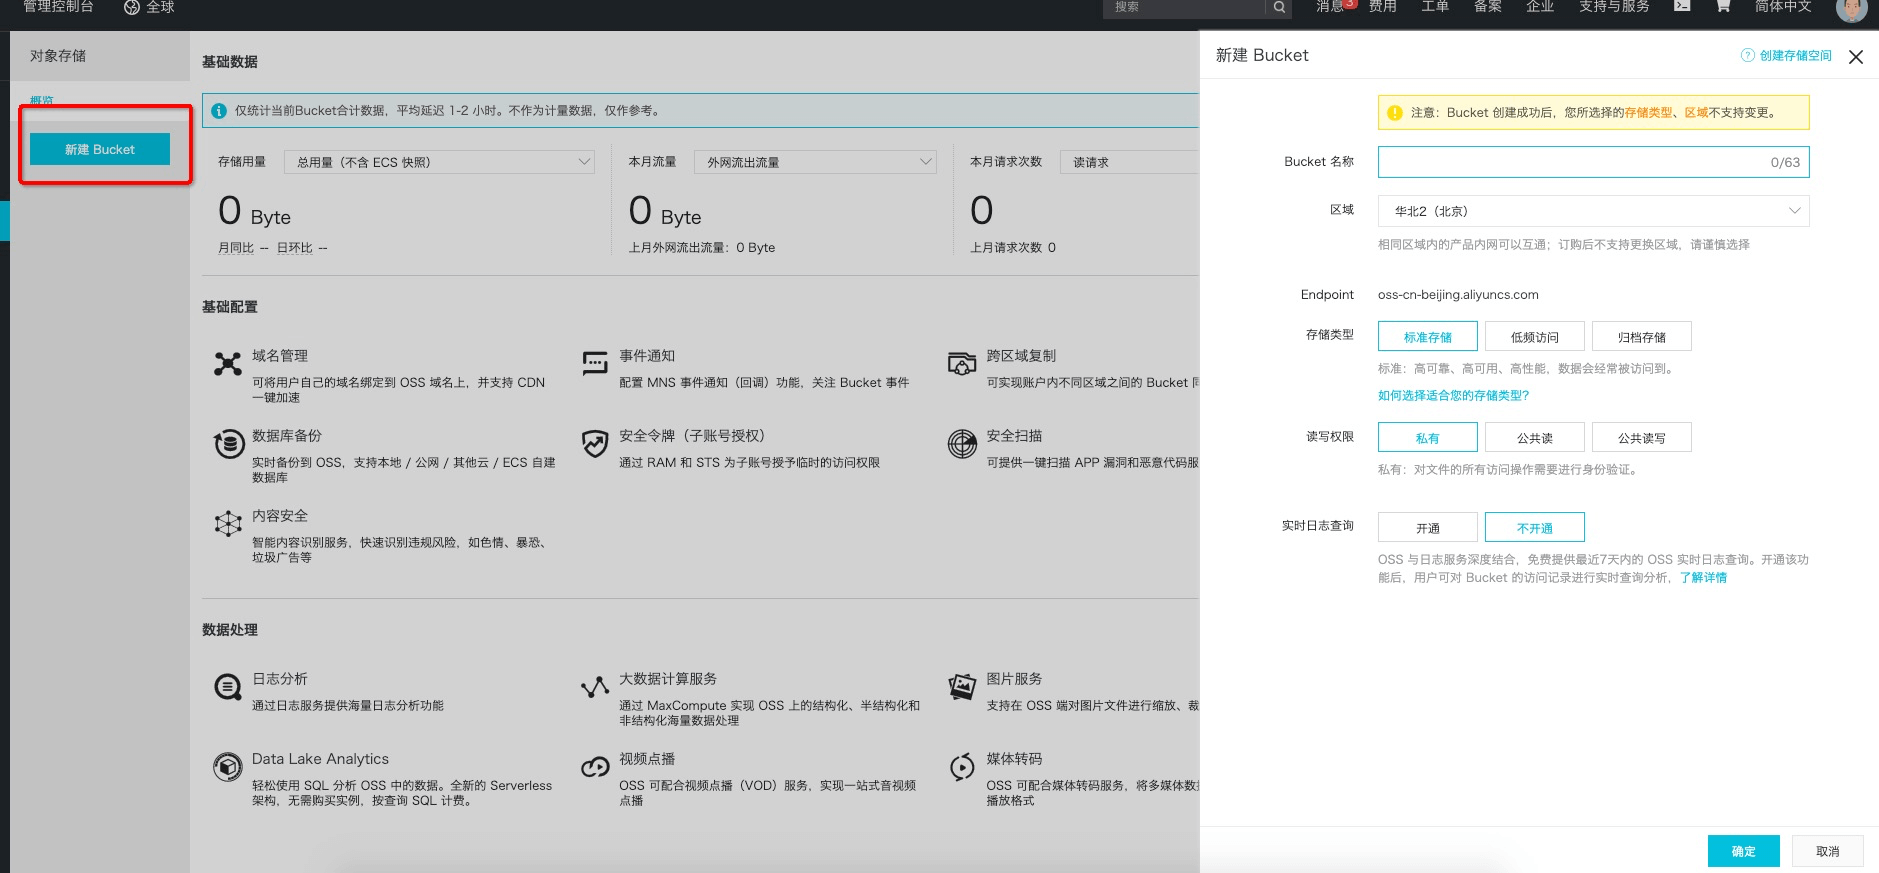 管理控制台
全球
搜索
消息 3
费用
工单
备案
企业
支持与服务
简体中文
对象存储
概览
新建 Bucket
基础数据
仅统计当前Bucket合计数据，平均延迟 1-2 小时。不作为计量数据，仅作参考。
存储用量
总用量（不含 ECS 快照）
0 Byte
月同比 -- 日环比 --
本月流量
外网流出流量
0 Byte
上月外网流出流量：0 Byte
本月请求次数
读请求
0
上月请求次数 0
基础配置
域名管理
可将用户自己的域名绑定到 OSS 域名上，并支持 CDN
一键加速
事件通知
配置 MNS 事件通知（回调）功能，关注 Bucket 事件
跨区域复制
可实现账户内不同区域之间的 Bucket
数据库备份
实时备份到 OSS，支持本地 / 公网 / 其他云 / ECS 自建
数据库
安全令牌（子账号授权）
通过 RAM 和 STS 为子账号授予临时的访问权限
安全扫描
可提供一键扫描 APP 漏洞和恶意代码服
内容安全
智能内容识别服务，快速识别违规风险，如色情、暴恐、
垃圾广告等
数据处理
日志分析
通过日志服务提供海量日志分析功能
大数据计算服务
通过 MaxCompute 实现 OSS 上的结构化、半结构化和
非结构化海量数据处理
图片服务
支持在 OSS 端对图片文件进行缩放、裁
Data Lake Analytics
轻松使用 SQL 分析 OSS 中的数据。全新的 Serverless
架构，无需购买实例，按查询 SQL 计费。
视频点播
OSS 可配合视频点播（VOD）服务，实现一站式音视频
点播
媒体转码
OSS 可配合媒体转码服务，将多媒体数
播放格式
新建 Bucket
创建存储空间
注意：Bucket 创建成功后，您所选择的存储类型、区域不支持变更。
Bucket 名称
0/63
区域
华北2（北京）
相同区域内的产品内网可以互通；订购后不支持更换区域，请谨慎选择
Endpoint
oss-cn-beijing.aliyuncs.com
存储类型
标准存储
低频访问
归档存储
标准：高可靠、高可用、高性能，数据会经常被访问到。
如何选择适合您的存储类型？
读写权限
私有
公共读
公共读写
私有：对文件的所有访问操作需要进行身份验证。
实时日志查询
开通
不开通
OSS 与日志服务深度结合，免费提供最近7天内的 OSS 实时日志查询。开通该功
能后，用户可对 Bucket 的访问记录进行实时查询分析，了解详情
确定
取消